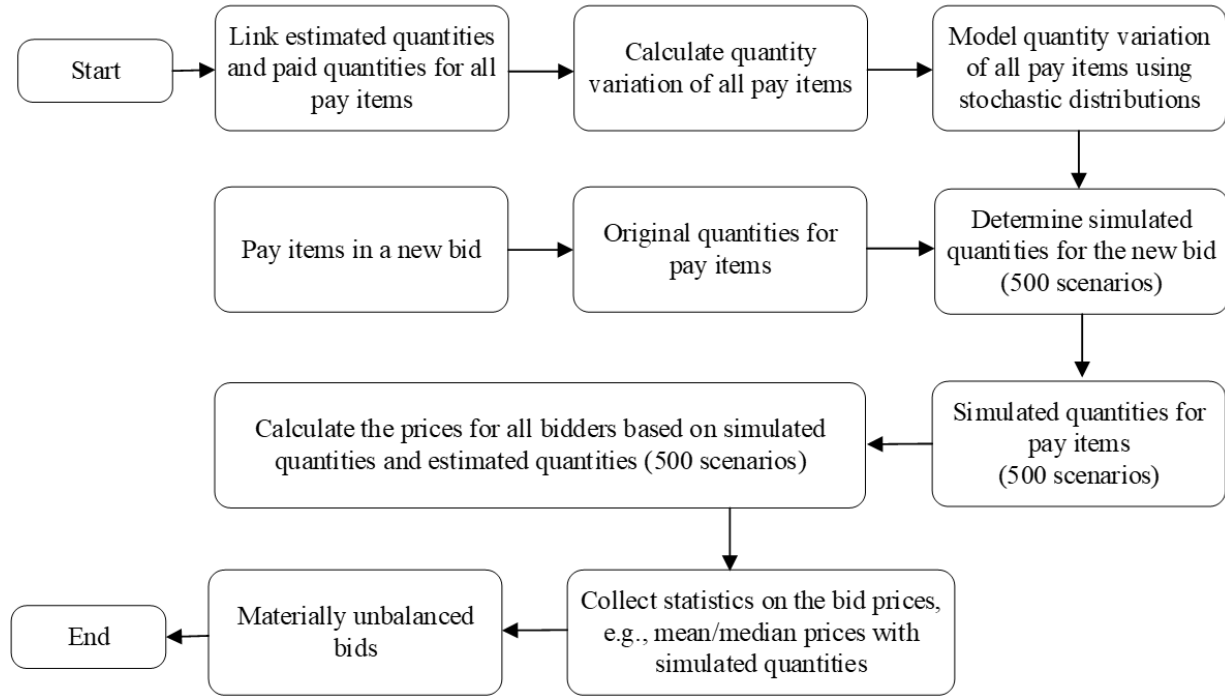 Start
Link estimated quantities
and paid quantities for all
pay items
Calculate quantity
variation of all pay items
Model quantity variation
of all pay items using
stochastic distributions
Pay items in a new bid
Original quantities for
pay items
Determine simulated
quantities for the new bid
(500 scenarios)
Calculate the prices for all bidders based on simulated
quantities and estimated quantities (500 scenarios)
Simulated quantities for
pay items
(500 scenarios)
End
Materially unbalanced
bids
Collect statistics on the bid prices,
e.g., mean/median prices with
simulated quantities